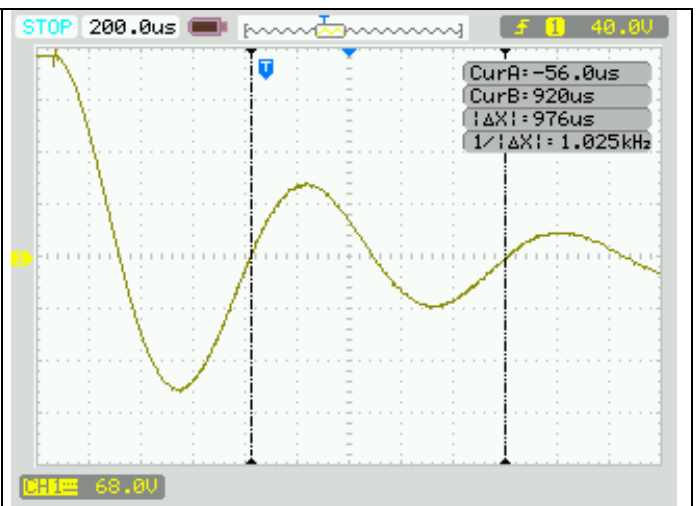 STOP 200.0us T f 1 40.0V
T
CurA:-56.0us
CurB:920us
|ΔX|:976us
1/|ΔX|:1.025kHz
1
CH1 68.0V